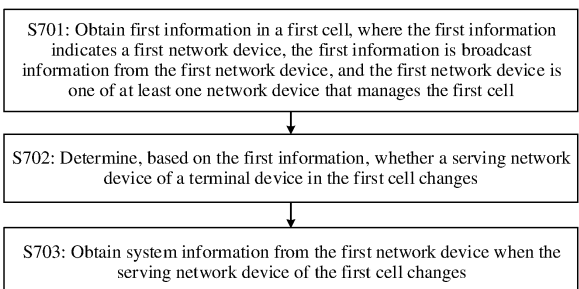 S701: Obtain first information in a first cell, where the first information
indicates a first network device, the first information is broadcast
information from the first network device, and the first network device is
one of at least one network device that manages the first cell
S702: Determine, based on the first information, whether a serving network
device of a terminal device in the first cell changes
S703: Obtain system information from the first network device when the
serving network device of the first cell changes